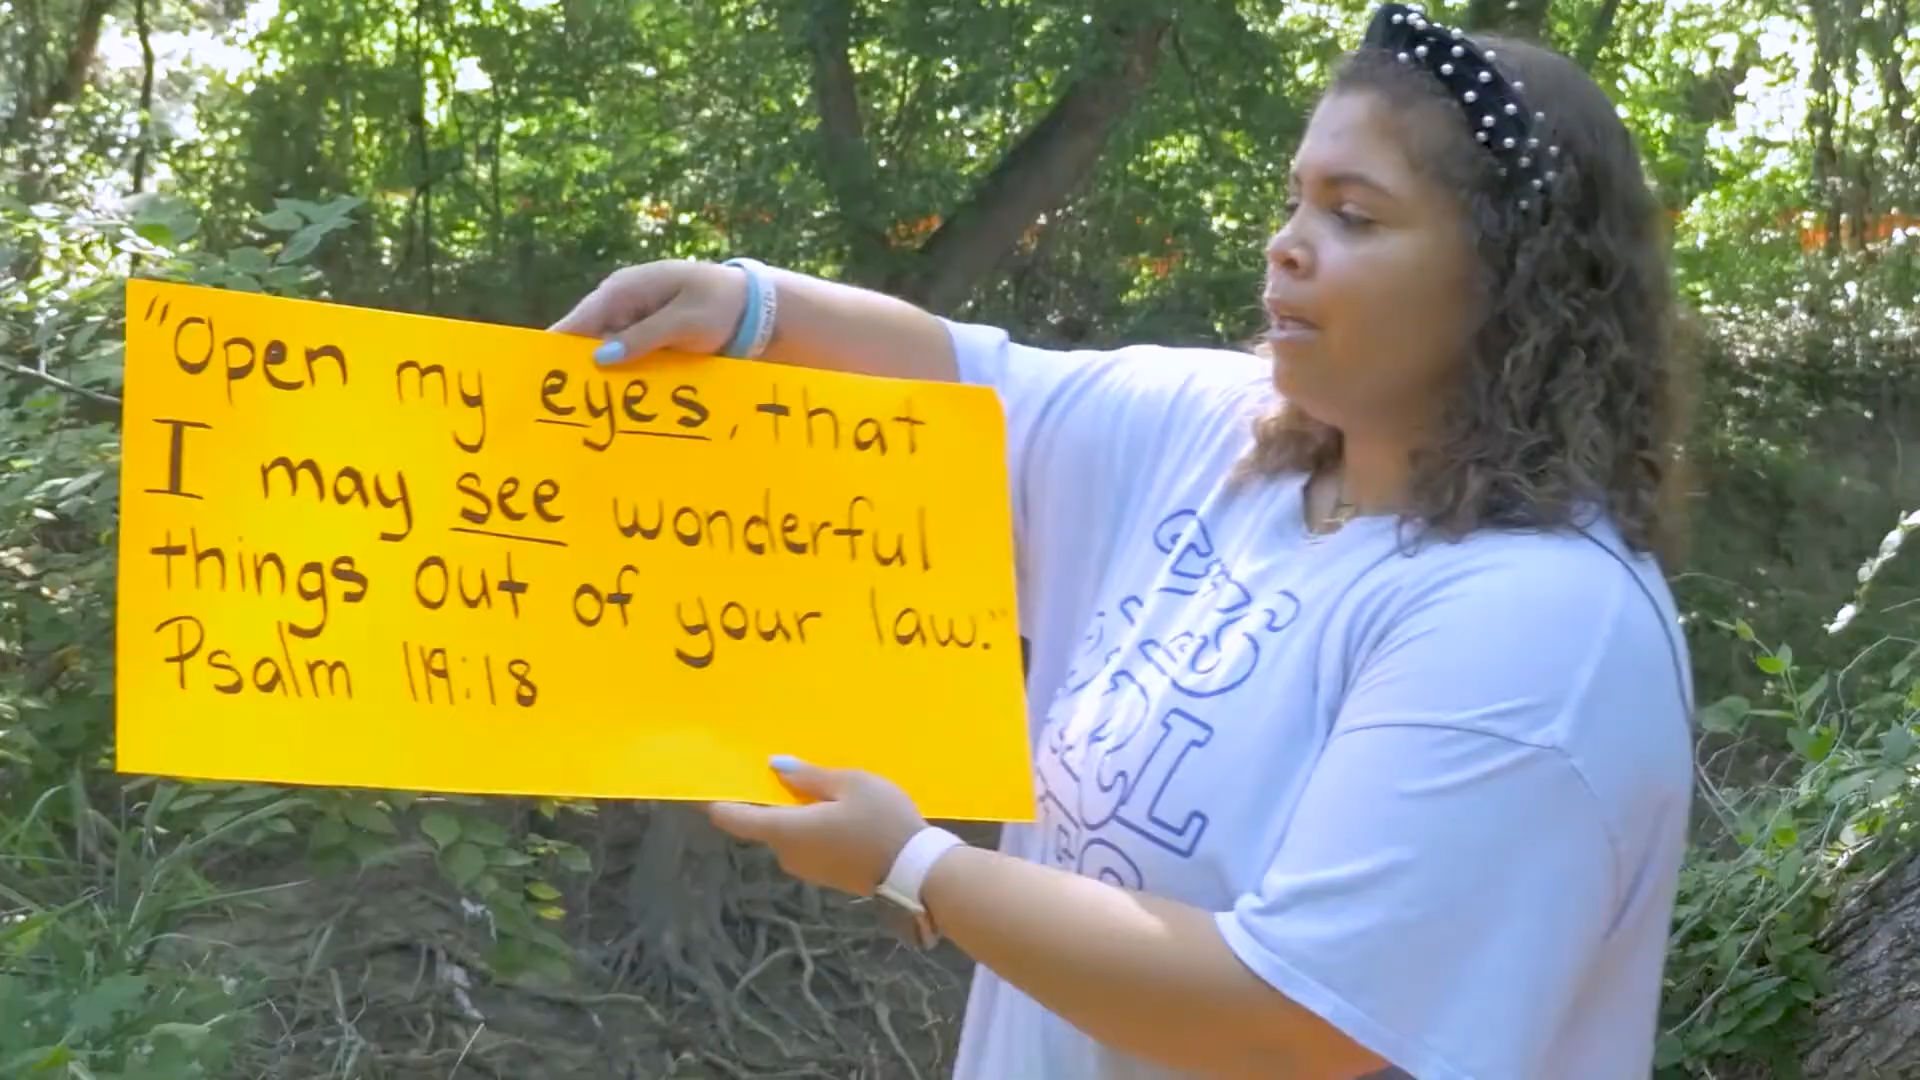 "Open my eyes, that
I may see wonderful
things out of your law."
Psalm 119:18